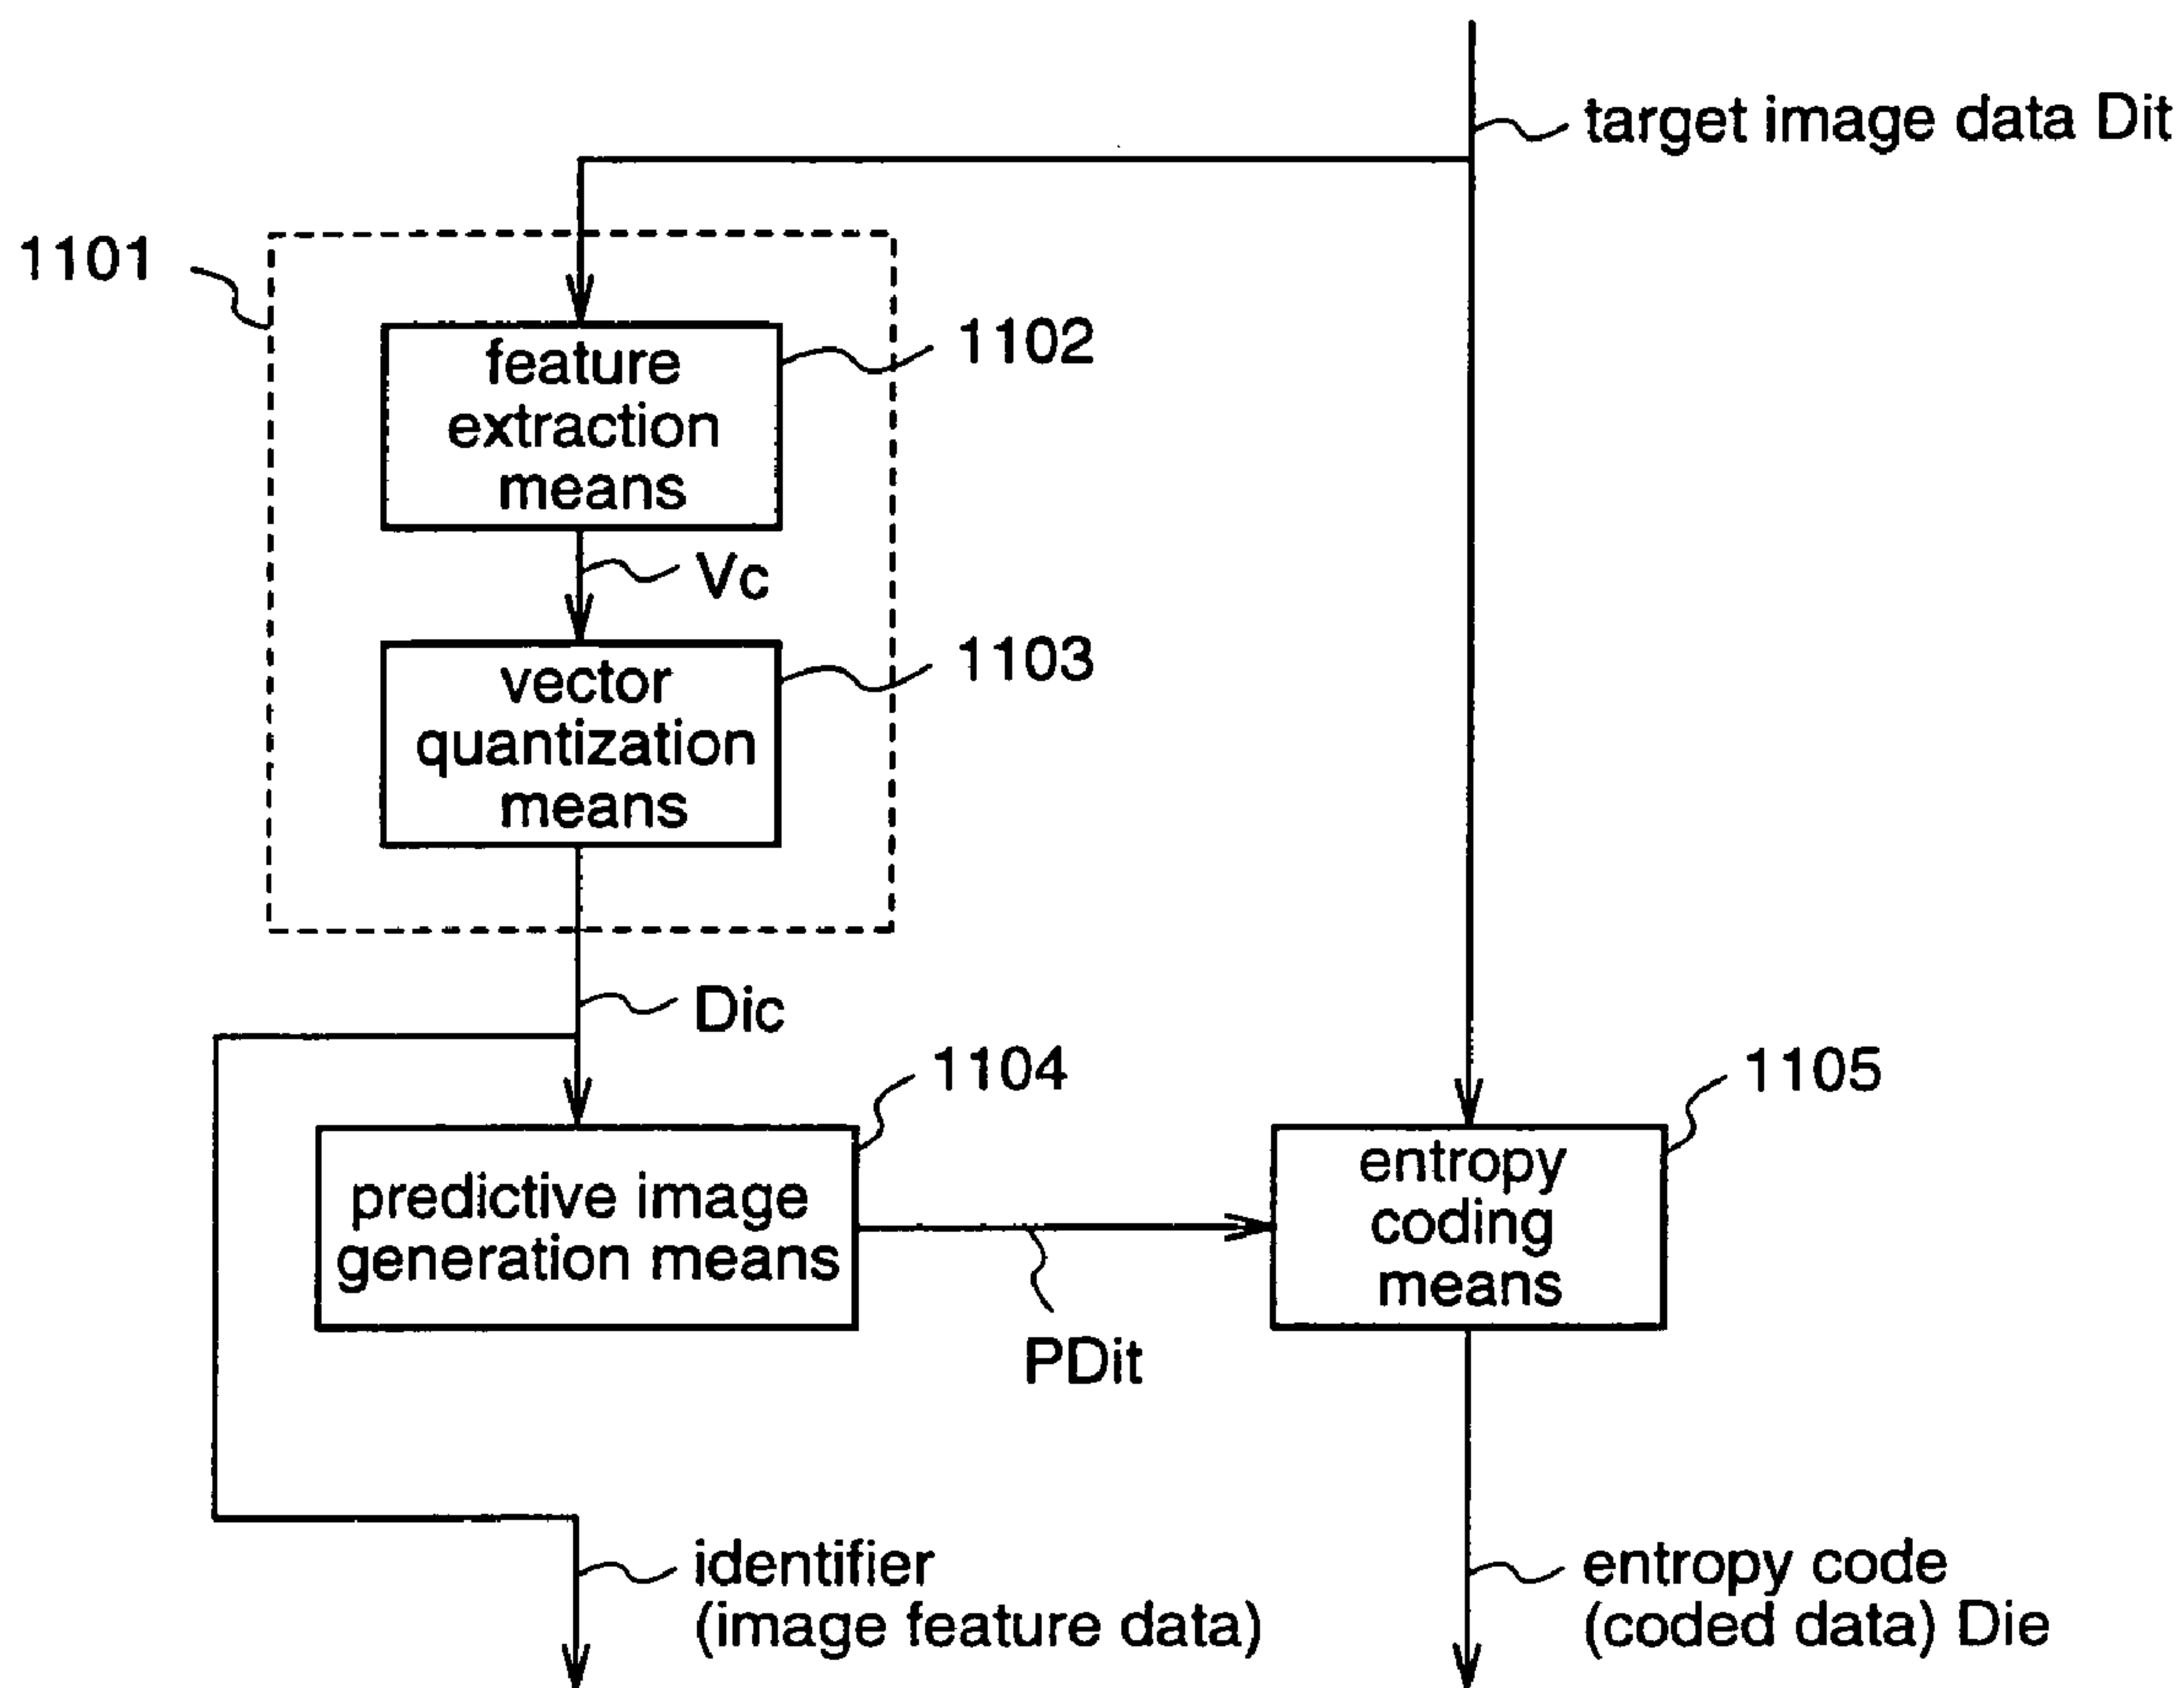 target image data Dit
1101
1102
feature
extraction
means
Vc
1103
vector
quantization
means
Dic
1104
1105
predictive image
generation means
entropy
coding
means
PDit
identifier
(image feature data)
entropy code
(coded data) Die